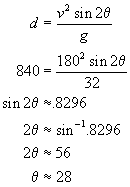 d = v² sin 2θ / g
840 = 180² sin 2θ / 32
sin 2θ ≈ .8296
2θ ≈ sin⁻¹ .8296
2θ ≈ 56
θ ≈ 28